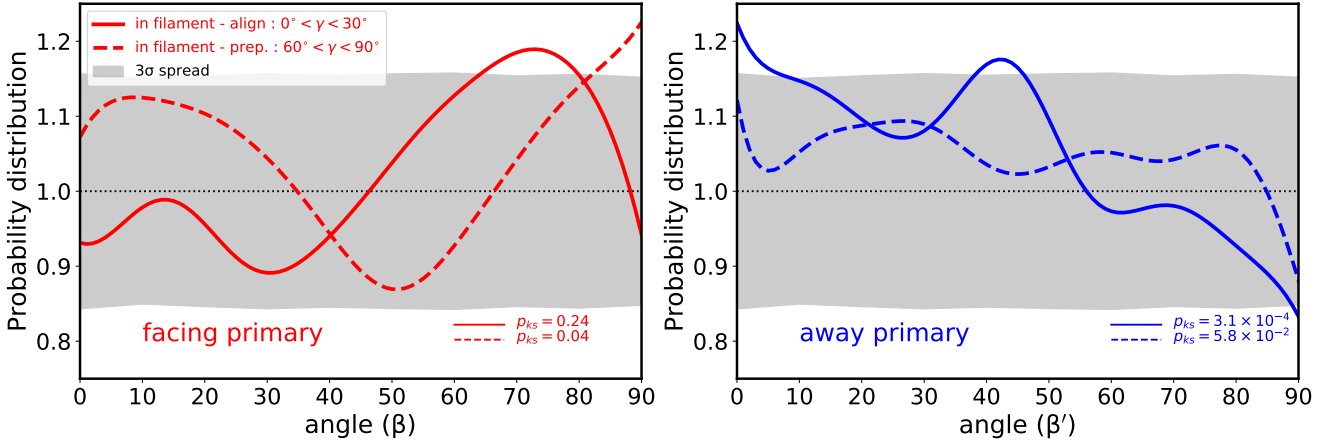 Probability distribution
1.2
1.1
1.0
0.9
0.8
in filament - align : 0° < γ < 30°
in filament - prep. : 60° < γ < 90°
3σ spread
facing primary
p_ks = 0.24
p_ks = 0.04
0 10 20 30 40 50 60 70 80 90
angle (β)
Probability distribution
1.2
1.1
1.0
0.9
0.8
away primary
p_ks = 3.1 × 10⁻⁴
p_ks = 5.8 × 10⁻²
0 10 20 30 40 50 60 70 80 90
angle (β′)